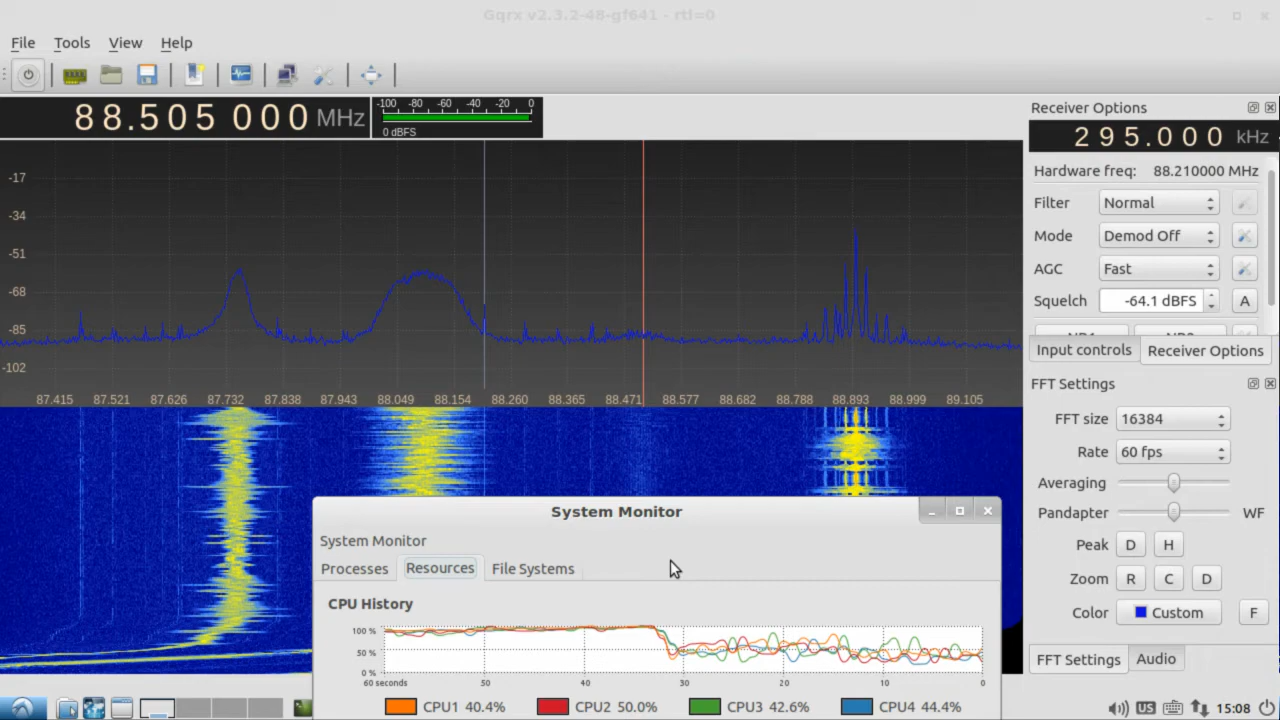 Gqrx v2.3.2-48-gf641 - rtl=0
File Tools View Help
88.505 000 MHz
-100 -80 -60 -40 -20 0
0 dBFS
Receiver Options
295.000 kHz
Hardware freq: 88.210000 MHz
Filter Normal
Mode Demod Off
AGC Fast
Squelch -64.1 dBFS A
Input controls Receiver Options
-17
-34
-51
-68
-85
-102
87.415 87.521 87.626 87.732 87.838 87.943 88.049 88.154 88.260 88.365 88.471 88.577 88.682 88.788 88.893 88.999 89.105
FFT Settings
FFT size 16384
Rate 60 fps
Averaging
Pandapter WF
Peak D H
Zoom R C D
Color Custom F
FFT Settings Audio
System Monitor
System Monitor
Processes Resources File Systems
CPU History
100 %
50 %
0 %
60 seconds 50 40 30 20 10 0
CPU1 40.4% CPU2 50.0% CPU3 42.6% CPU4 44.4%
US 15:08